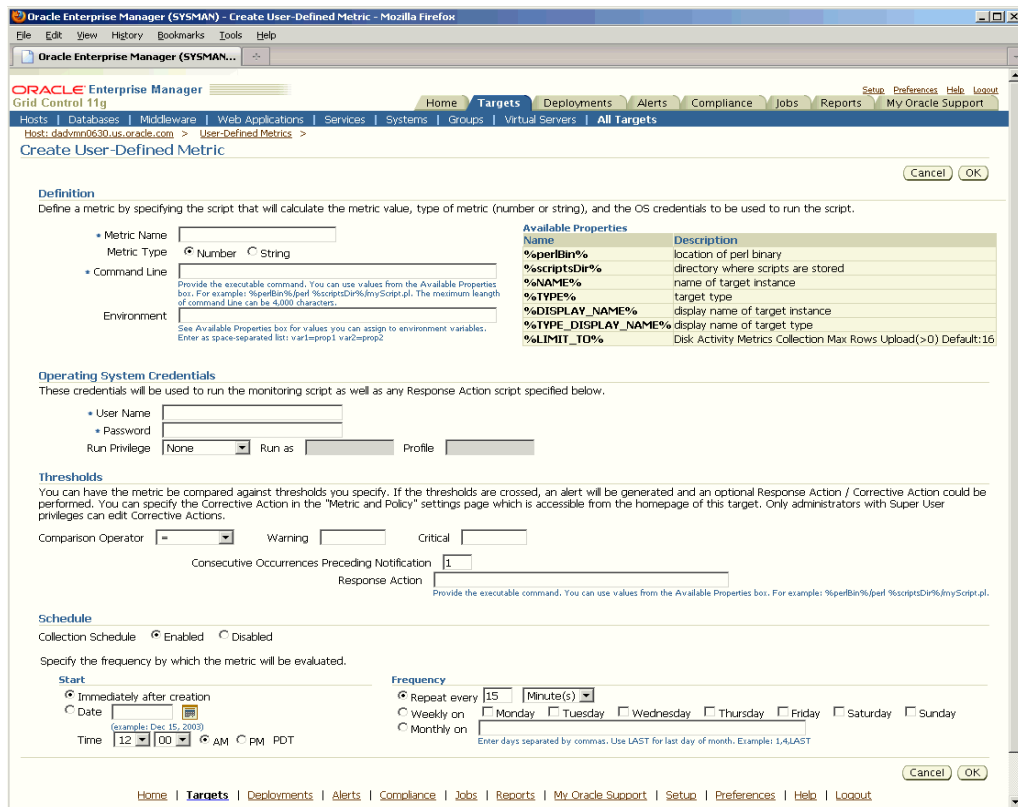 Oracle Enterprise Manager (SYSMAN) - Create User-Defined Metric - Mozilla Firefox
File Edit View History Bookmarks Tools Help
Oracle Enterprise Manager (SYSMAN...
ORACLE Enterprise Manager
Grid Control 11g
Setup Preferences Help Logout
Home Targets Deployments Alerts Compliance Jobs Reports My Oracle Support
Hosts | Databases | Middleware | Web Applications | Services | Systems | Groups | Virtual Servers | All Targets
Host: dadvmn0630.us.oracle.com > User-Defined Metrics >
Create User-Defined Metric
Cancel OK
Definition
Define a metric by specifying the script that will calculate the metric value, type of metric (number or string), and the OS credentials to be used to run the script.
* Metric Name
Metric Type Number String
* Command Line
Provide the executable command. You can use values from the Available Properties
box. For example: %perlBin%/perl %scriptsDir%/myScript.pl. The maximum length
of command Line can be 4,000 characters.
Environment
See Available Properties box for values you can assign to environment variables.
Enter as space-separated list: var1=prop1 var2=prop2
Available Properties
Name Description
%perlBin% location of perl binary
%scriptsDir% directory where scripts are stored
%NAME% name of target instance
%TYPE% target type
%DISPLAY_NAME% display name of target instance
%TYPE_DISPLAY_NAME% display name of target type
%LIMIT_TO% Disk Activity Metrics Collection Max Rows Upload(>0) Default:16
Operating System Credentials
These credentials will be used to run the monitoring script as well as any Response Action script specified below.
* User Name
* Password
Run Privilege None Run as Profile
Thresholds
You can have the metric be compared against thresholds you specify. If the thresholds are crossed, an alert will be generated and an optional Response Action / Corrective Action could be
performed. You can specify the Corrective Action in the "Metric and Policy" settings page which is accessible from the homepage of this target. Only administrators with Super User
privileges can edit Corrective Actions.
Comparison Operator = Warning Critical
Consecutive Occurrences Preceding Notification 1
Response Action
Provide the executable command. You can use values from the Available Properties box. For example: %perlBin%/perl %scriptsDir%/myScript.pl.
Schedule
Collection Schedule Enabled Disabled
Specify the frequency by which the metric will be evaluated.
Start
Immediately after creation
Date
(example: Dec 15, 2003)
Time 12 00 AM PM PDT
Frequency
Repeat every 15 Minute(s)
Weekly on Monday Tuesday Wednesday Thursday Friday Saturday Sunday
Monthly on
Enter days separated by commas. Use LAST for last day of month. Example: 1,4,LAST
Cancel OK
Home | Targets | Deployments | Alerts | Compliance | Jobs | Reports | My Oracle Support | Setup | Preferences | Help | Logout